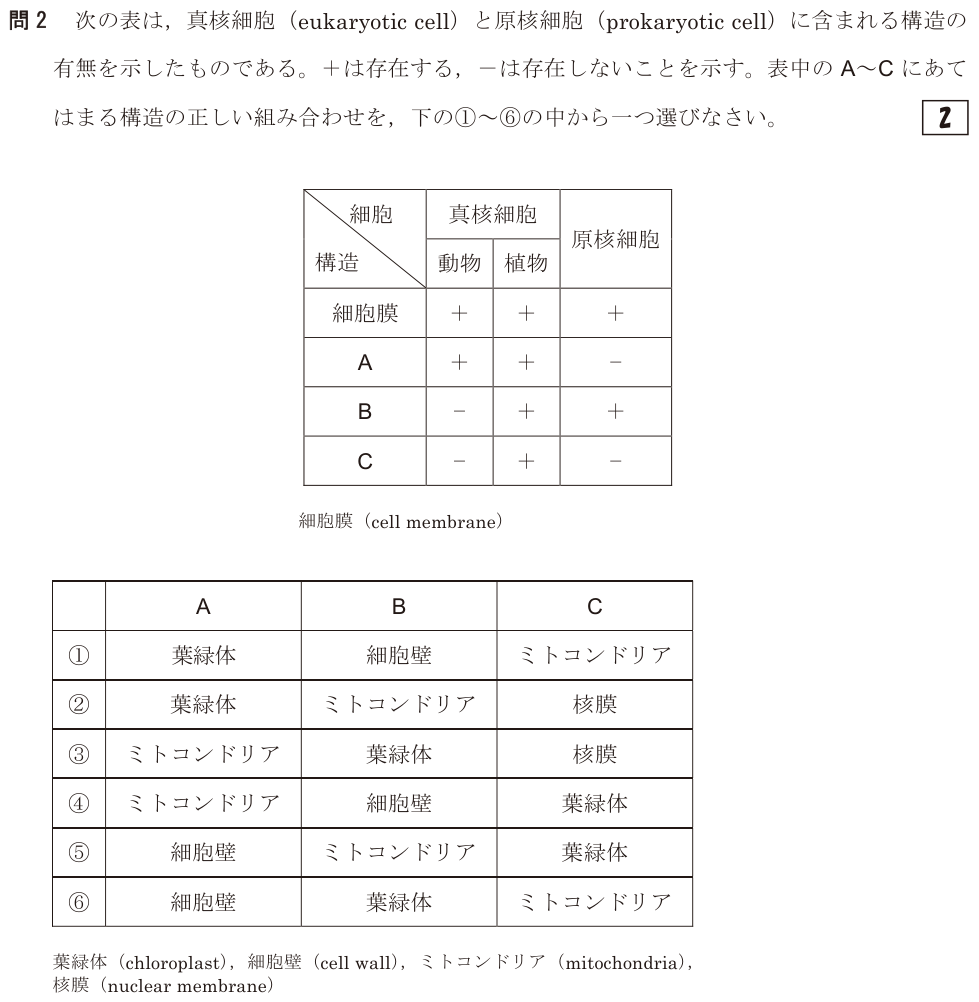 問2 次の表は，真核細胞（eukaryotic cell）と原核細胞（prokaryotic cell）に含まれる構造の
有無を示したものである。＋は存在する，－は存在しないことを示す。表中の A～C にあて
はまる構造の正しい組み合わせを，下の①～⑥の中から一つ選びなさい。 2
細胞 真核細胞 原核細胞
構造 動物 植物
細胞膜 ＋ ＋ ＋
A ＋ ＋ －
B － ＋ ＋
C － ＋ －
細胞膜（cell membrane）
A B C
① 葉緑体 細胞壁 ミトコンドリア
② 葉緑体 ミトコンドリア 核膜
③ ミトコンドリア 葉緑体 核膜
④ ミトコンドリア 細胞壁 葉緑体
⑤ 細胞壁 ミトコンドリア 葉緑体
⑥ 細胞壁 葉緑体 ミトコンドリア
葉緑体（chloroplast），細胞壁（cell wall），ミトコンドリア（mitochondria），
核膜（nuclear membrane）